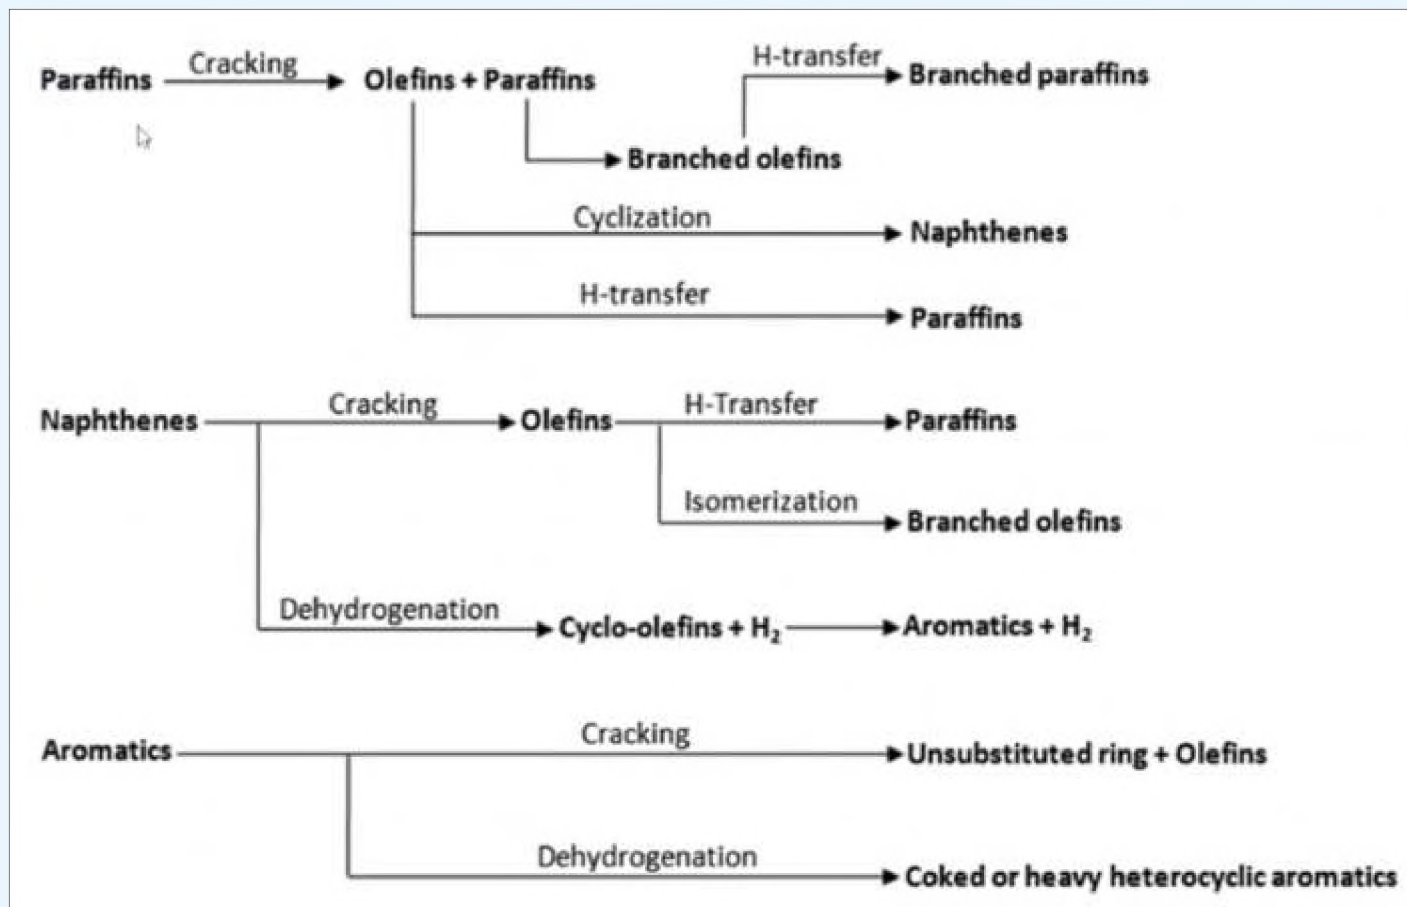 H-transfer
Cracking
Paraffins
Olefins + Paraffins
Branched paraffins
Branched olefins
Cyclization
Naphthenes
H-transfer
Paraffins
Cracking
H-Transfer
Naphthenes
Olefins
Paraffins
Isomerization
Branched olefins
Dehydrogenation
Cyclo-olefins + H₂
Aromatics + H₂
Cracking
Aromatics
Unsubstituted ring + Olefins
Dehydrogenation
Coked or heavy heterocyclic aromatics